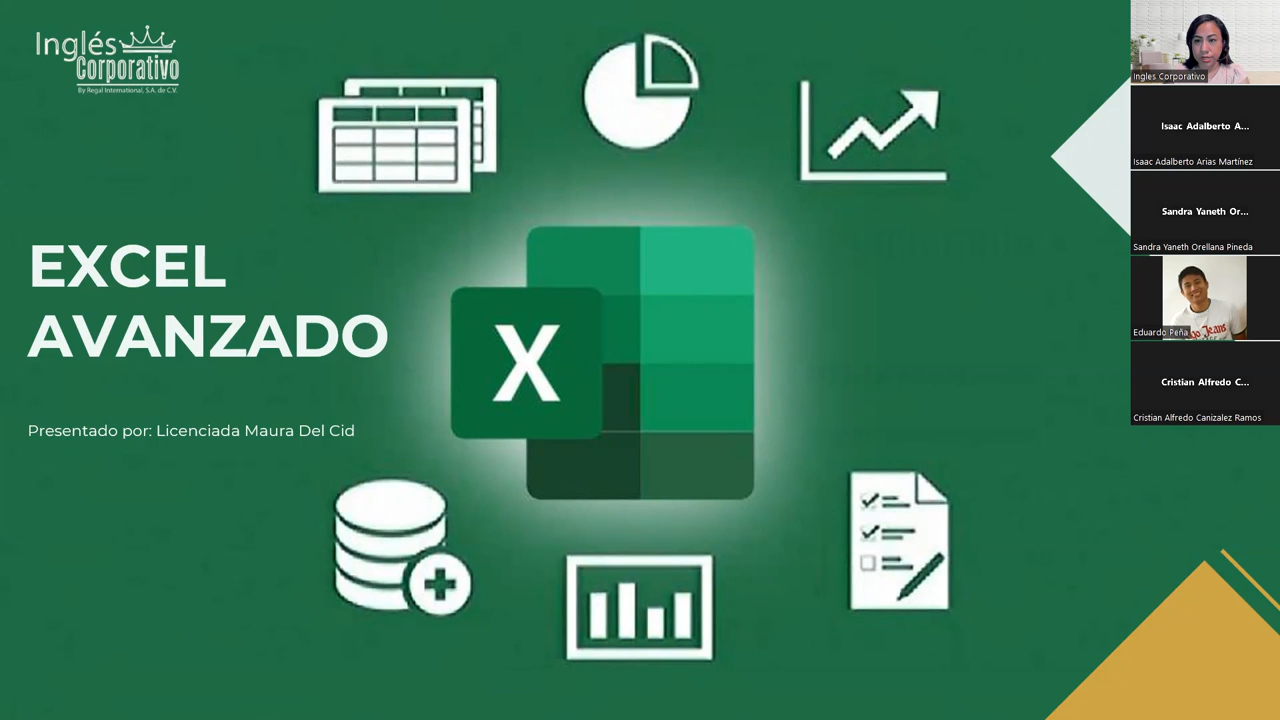 Inglés
Corporativo
By Regal International, S.A. de C.V.
EXCEL
AVANZADO
Presentado por: Licenciada Maura Del Cid
X
Ingles Corporativo
Isaac Adalberto A...
Isaac Adalberto Arias Martínez
Sandra Yaneth Or...
Sandra Yaneth Orellana Pineda
Eduardo Peña
Cristian Alfredo C...
Cristian Alfredo Canizalez Ramos